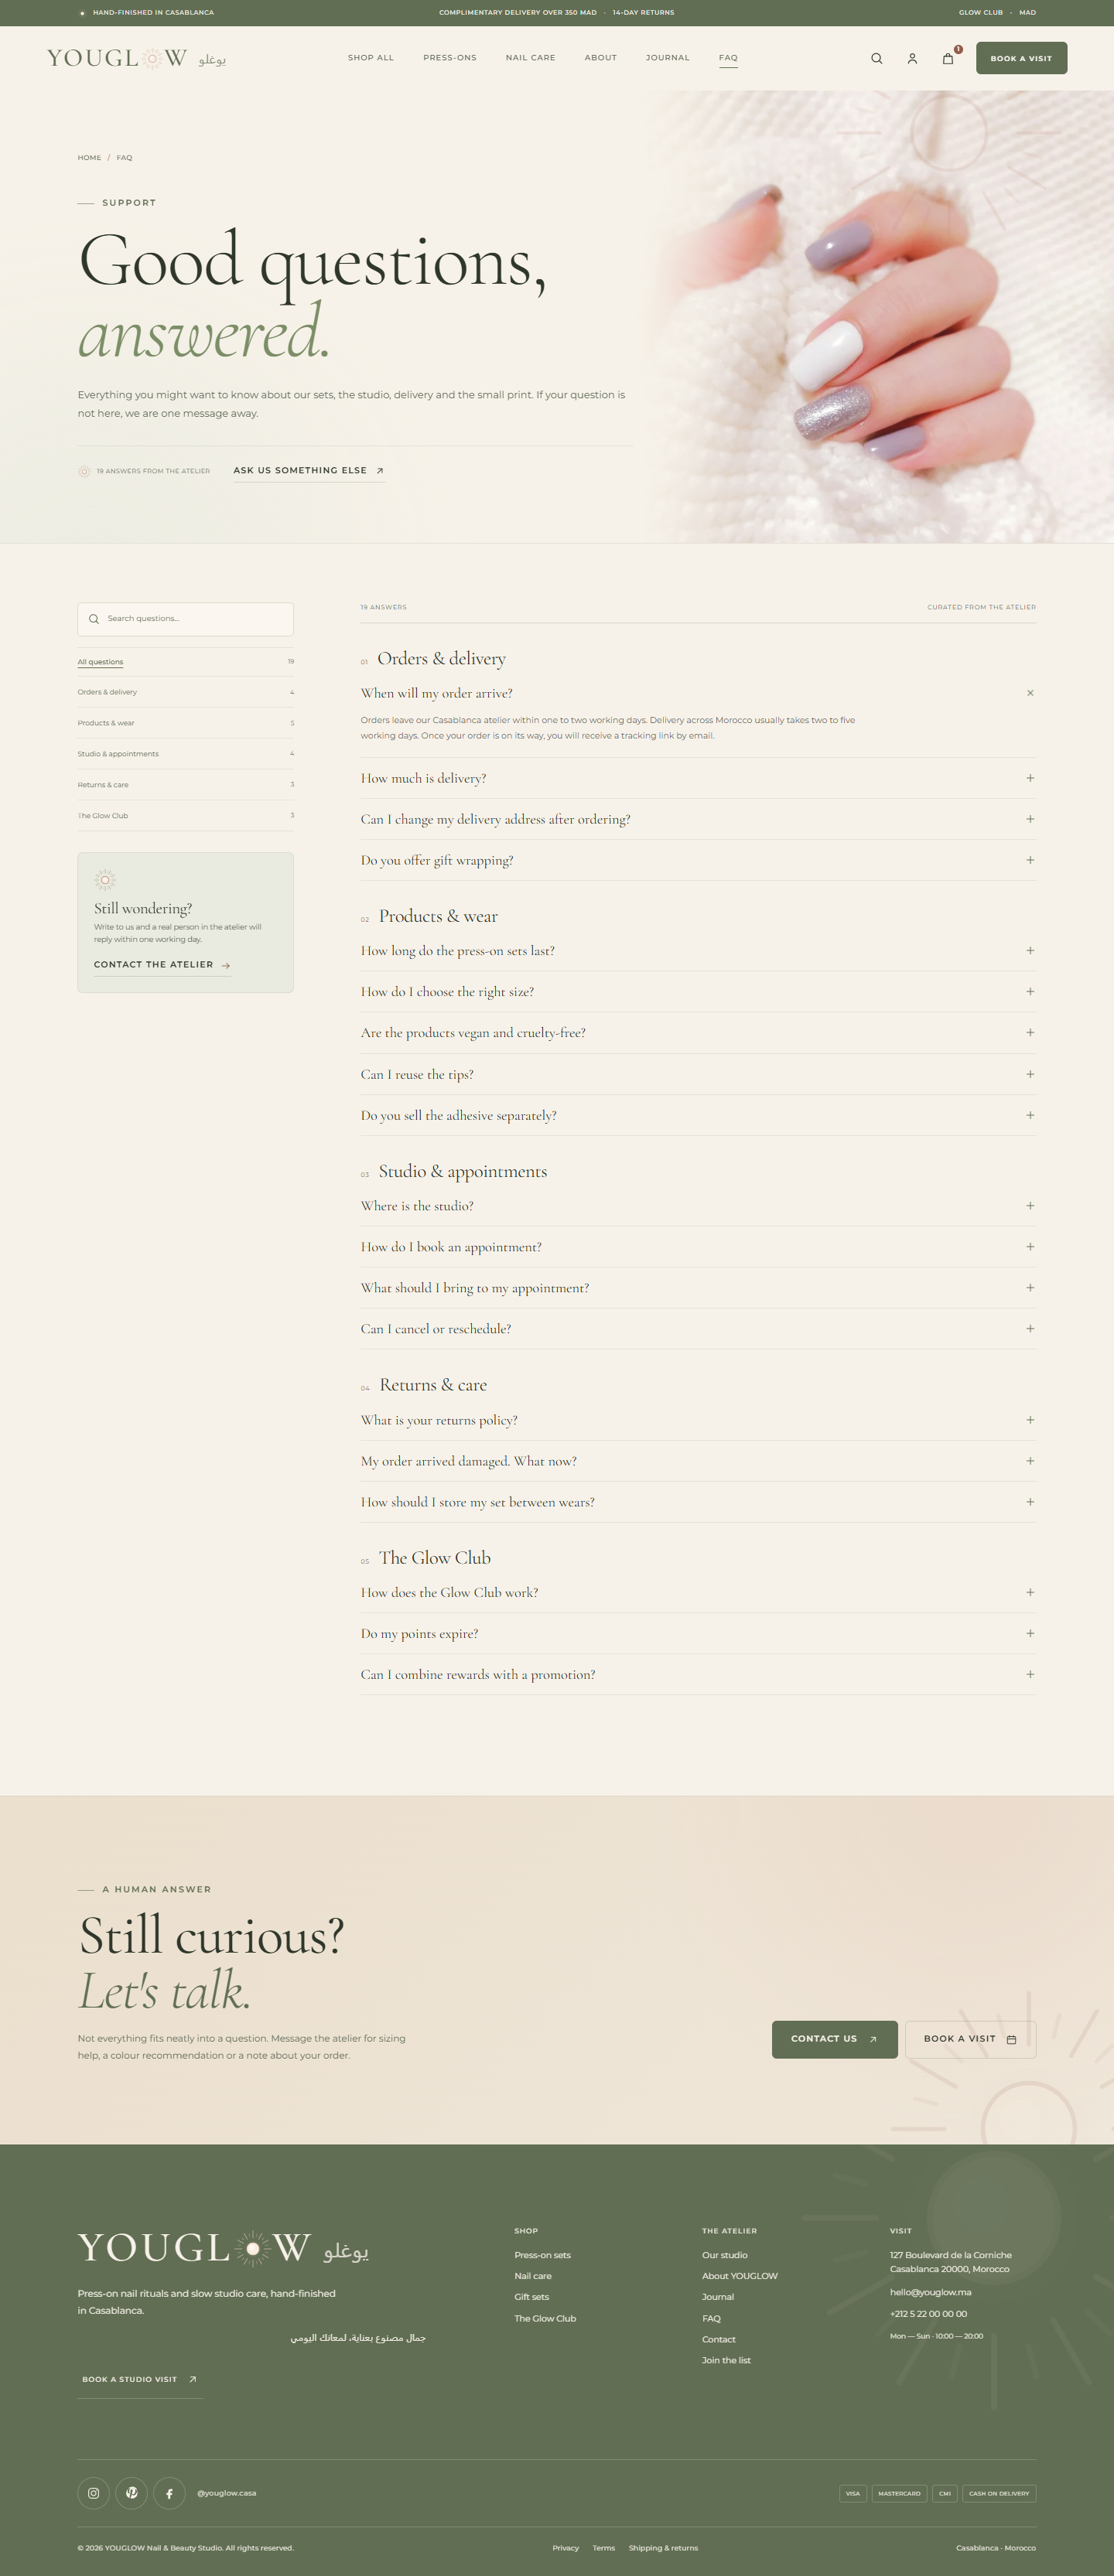 HAND-FINISHED IN CASABLANCA
COMPLIMENTARY DELIVERY OVER 350 MAD · 14-DAY RETURNS
GLOW CLUB · MAD
YOUGLOW يوغلو
SHOP ALL
PRESS-ONS
NAIL CARE
ABOUT
JOURNAL
FAQ
1
BOOK A VISIT
HOME / FAQ
SUPPORT
Good questions,
answered.
Everything you might want to know about our sets, the studio, delivery and the small print. If your question is
not here, we are one message away.
19 ANSWERS FROM THE ATELIER
ASK US SOMETHING ELSE
Search questions...
All questions 19
Orders & delivery 4
Products & wear 5
Studio & appointments 4
Returns & care 3
The Glow Club 3
Still wondering?
Write to us and a real person in the atelier will
reply within one working day.
CONTACT THE ATELIER
19 ANSWERS
CURATED FROM THE ATELIER
01 Orders & delivery
When will my order arrive?
Orders leave our Casablanca atelier within one to two working days. Delivery across Morocco usually takes two to five
working days. Once your order is on its way, you will receive a tracking link by email.
How much is delivery?
Can I change my delivery address after ordering?
Do you offer gift wrapping?
02 Products & wear
How long do the press-on sets last?
How do I choose the right size?
Are the products vegan and cruelty-free?
Can I reuse the tips?
Do you sell the adhesive separately?
03 Studio & appointments
Where is the studio?
How do I book an appointment?
What should I bring to my appointment?
Can I cancel or reschedule?
04 Returns & care
What is your returns policy?
My order arrived damaged. What now?
How should I store my set between wears?
05 The Glow Club
How does the Glow Club work?
Do my points expire?
Can I combine rewards with a promotion?
A HUMAN ANSWER
Still curious?
Let's talk.
Not everything fits neatly into a question. Message the atelier for sizing
help, a colour recommendation or a note about your order.
CONTACT US
BOOK A VISIT
YOUGLOW يوغلو
Press-on nail rituals and slow studio care, hand-finished
in Casablanca.
جمال مصنوع بعناية، لمعانك اليومي
BOOK A STUDIO VISIT
SHOP
Press-on sets
Nail care
Gift sets
The Glow Club
THE ATELIER
Our studio
About YOUGLOW
Journal
FAQ
Contact
Join the list
VISIT
127 Boulevard de la Corniche
Casablanca 20000, Morocco
hello@youglow.ma
+212 5 22 00 00 00
Mon — Sun · 10:00 — 20:00
@youglow.casa
VISA
MASTERCARD
CMI
CASH ON DELIVERY
© 2026 YOUGLOW Nail & Beauty Studio. All rights reserved.
Privacy
Terms
Shipping & returns
Casablanca · Morocco